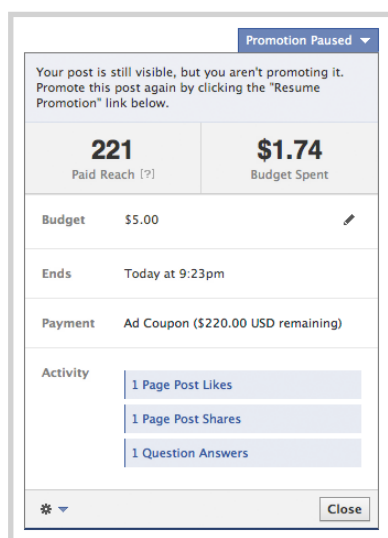 Promotion Paused
Your post is still visible, but you aren't promoting it.
Promote this post again by clicking the "Resume
Promotion" link below.
221
Paid Reach [?]
$1.74
Budget Spent
Budget $5.00
Ends Today at 9:23pm
Payment Ad Coupon ($220.00 USD remaining)
Activity
1 Page Post Likes
1 Page Post Shares
1 Question Answers
Close